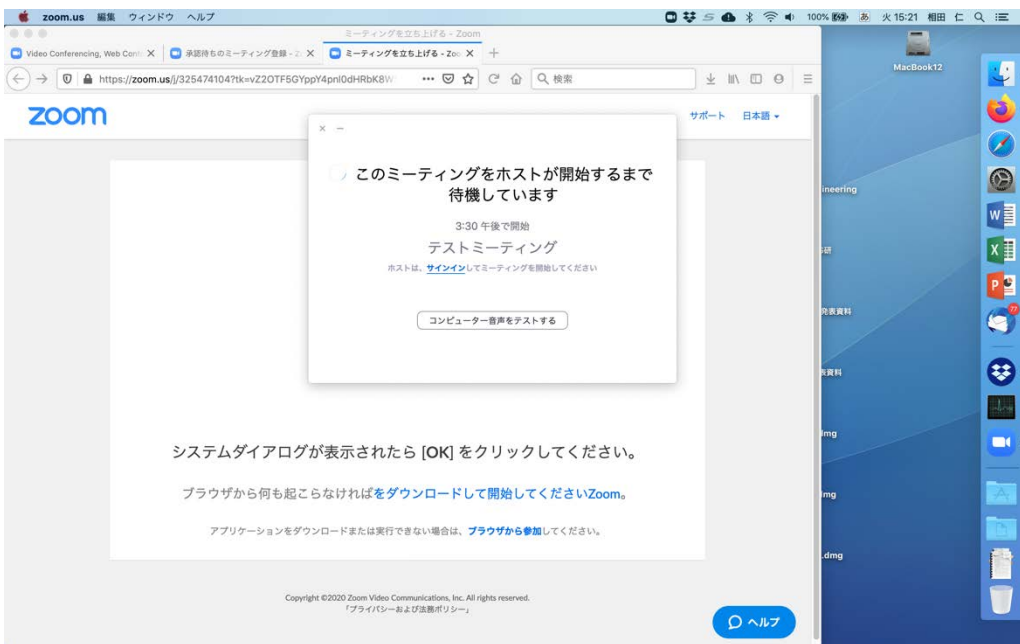 zoom.us 編集 ウィンドウ ヘルプ
100% 火 15:21 相田 仁
ミーティングを立ち上げる - Zoom
Video Conferencing, Web Conf
承認待ちのミーティング登録 - Z
ミーティングを立ち上げる - Zoo
https://zoom.us/j/325474104?tk=vZ2OTF5GYppY4pnl0dHRbK8W
検索
MacBook12
zoom
サポート 日本語
このミーティングをホストが開始するまで
待機しています
3:30 午後で開始
テストミーティング
ホストは、サインインしてミーティングを開始してください
コンピューター音声をテストする
システムダイアログが表示されたら [OK] をクリックしてください。
ブラウザから何も起こらなければをダウンロードして開始してくださいZoom。
アプリケーションをダウンロードまたは実行できない場合は、ブラウザから参加してください。
Copyright ©2020 Zoom Video Communications, Inc. All rights reserved.
「プライバシーおよび法務ポリシー」
ヘルプ
ineering
発表資料
表資料
img
img
.dmg